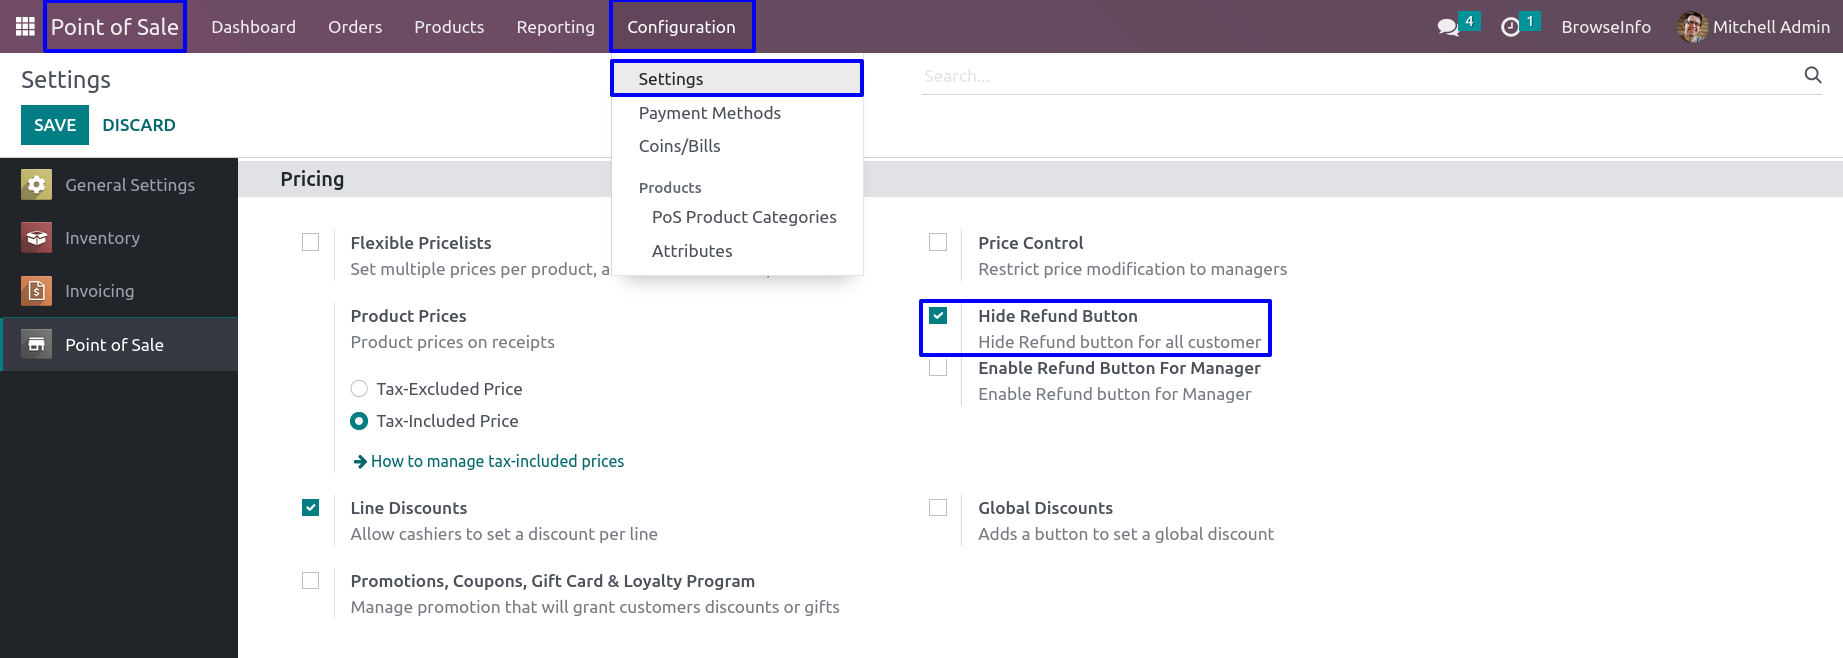 Point of Sale Dashboard Orders Products Reporting Configuration 4 1 BrowseInfo Mitchell Admin
Settings
Search...
SAVE DISCARD
Settings
Payment Methods
Coins/Bills
Products
PoS Product Categories
Attributes
General Settings
Inventory
Invoicing
Point of Sale
Pricing
Flexible Pricelists
Set multiple prices per product,
Price Control
Restrict price modification to managers
Product Prices
Product prices on receipts
Tax-Excluded Price
Tax-Included Price
How to manage tax-included prices
Hide Refund Button
Hide Refund button for all customer
Enable Refund Button For Manager
Enable Refund button for Manager
Line Discounts
Allow cashiers to set a discount per line
Global Discounts
Adds a button to set a global discount
Promotions, Coupons, Gift Card & Loyalty Program
Manage promotion that will grant customers discounts or gifts